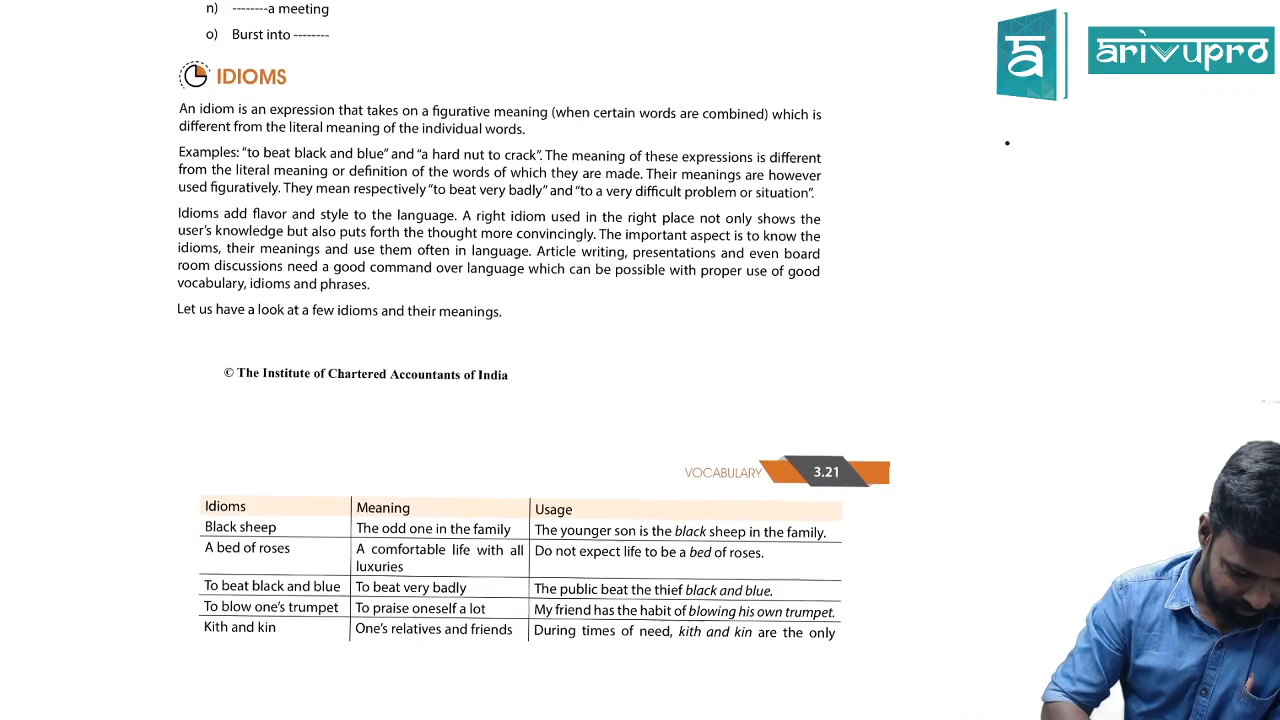 n) --------a meeting
o) Burst into --------
IDIOMS
An idiom is an expression that takes on a figurative meaning (when certain words are combined) which is
different from the literal meaning of the individual words.
Examples: “to beat black and blue” and “a hard nut to crack”. The meaning of these expressions is different
from the literal meaning or definition of the words of which they are made. Their meanings are however
used figuratively. They mean respectively “to beat very badly” and “to a very difficult problem or situation”.
Idioms add flavor and style to the language. A right idiom used in the right place not only shows the
user’s knowledge but also puts forth the thought more convincingly. The important aspect is to know the
idioms, their meanings and use them often in language. Article writing, presentations and even board
room discussions need a good command over language which can be possible with proper use of good
vocabulary, idioms and phrases.
Let us have a look at a few idioms and their meanings.
© The Institute of Chartered Accountants of India
VOCABULARY 3.21
Idioms Meaning Usage
Black sheep The odd one in the family The younger son is the black sheep in the family.
A bed of roses A comfortable life with all Do not expect life to be a bed of roses.
luxuries
To beat black and blue To beat very badly The public beat the thief black and blue.
To blow one’s trumpet To praise oneself a lot My friend has the habit of blowing his own trumpet.
Kith and kin One’s relatives and friends During times of need, kith and kin are the only
a
arivupro